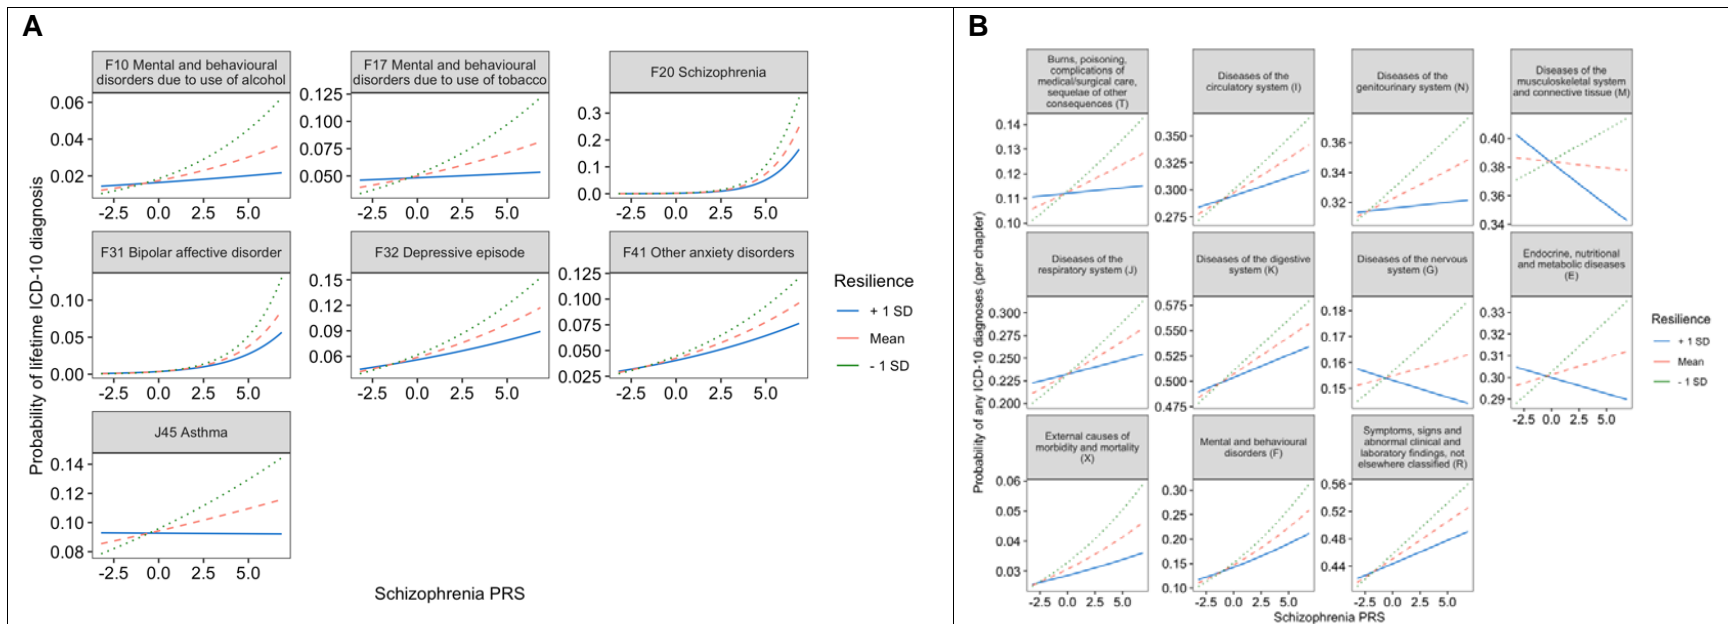 A
F10 Mental and behavioural
disorders due to use of alcohol
F17 Mental and behavioural
disorders due to use of tobacco
F20 Schizophrenia
0.06
0.04
0.02
-2.5 0.0 2.5 5.0
0.125
0.100
0.075
0.050
-2.5 0.0 2.5 5.0
0.3
0.2
0.1
0.0
-2.5 0.0 2.5 5.0
F31 Bipolar affective disorder
F32 Depressive episode
F41 Other anxiety disorders
0.10
0.05
0.00
-2.5 0.0 2.5 5.0
0.15
0.12
0.09
0.06
-2.5 0.0 2.5 5.0
0.125
0.100
0.075
0.050
0.025
-2.5 0.0 2.5 5.0
J45 Asthma
0.14
0.12
0.10
0.08
-2.5 0.0 2.5 5.0
Probability of lifetime ICD-10 diagnosis
Schizophrenia PRS
Resilience
+ 1 SD
Mean
- 1 SD
B
Burns, poisoning,
complications of
medical/surgical care,
sequelae of other
consequences (T)
Diseases of the
circulatory system (I)
Diseases of the
genitourinary system (N)
Diseases of the
musculoskeletal system
and connective tissue (M)
0.14
0.13
0.12
0.11
0.10
0.350
0.325
0.300
0.275
0.36
0.34
0.32
0.40
0.38
0.36
0.34
Diseases of the
respiratory system (J)
Diseases of the digestive
system (K)
Diseases of the nervous
system (G)
Endocrine, nutritional
and metabolic diseases
(E)
0.300
0.275
0.250
0.225
0.200
0.575
0.550
0.525
0.500
0.475
0.18
0.17
0.16
0.15
0.33
0.32
0.31
0.30
0.29
-2.5 0.0 2.5 5.0
External causes of
morbidity and mortality
(X)
Mental and behavioural
disorders (F)
Symptoms, signs and
abnormal clinical and
laboratory findings, not
elsewhere classified (R)
0.06
0.05
0.04
0.03
-2.5 0.0 2.5 5.0
0.30
0.25
0.20
0.15
0.10
-2.5 0.0 2.5 5.0
0.56
0.52
0.48
0.44
-2.5 0.0 2.5 5.0
Probability of any ICD-10 diagnoses (per chapter)
Schizophrenia PRS
Resilience
+ 1 SD
Mean
- 1 SD